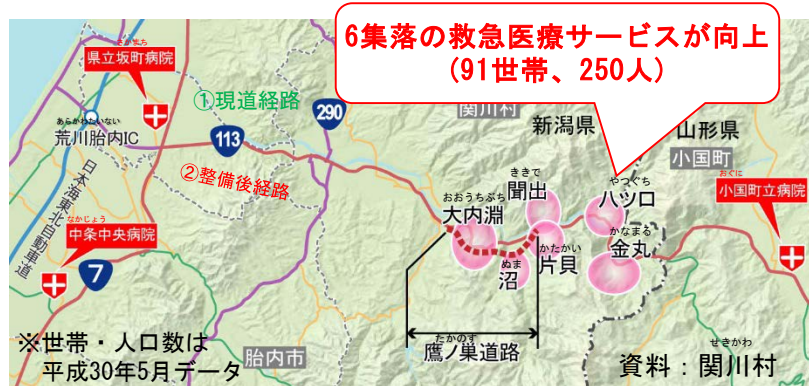 6集落の救急医療サービスが向上
(91世帯、250人)
さかまち
県立坂町病院
①現道経路
290
関川村
新潟県
山形県
あらかわたいない
荒川胎内IC
113
小国町
②整備後経路
日本海東北自動車道
おおうちぶち
大内淵
ききで
聞出
やつぐち
八ツ口
おぐに
小国町立病院
なかじょう
中条中央病院
かなまる
金丸
かたかい
片貝
ぬま
沼
7
たかのす
鷹ノ巣道路
※世帯・人口数は
平成30年5月データ
胎内市
せきかわ
資料：関川村